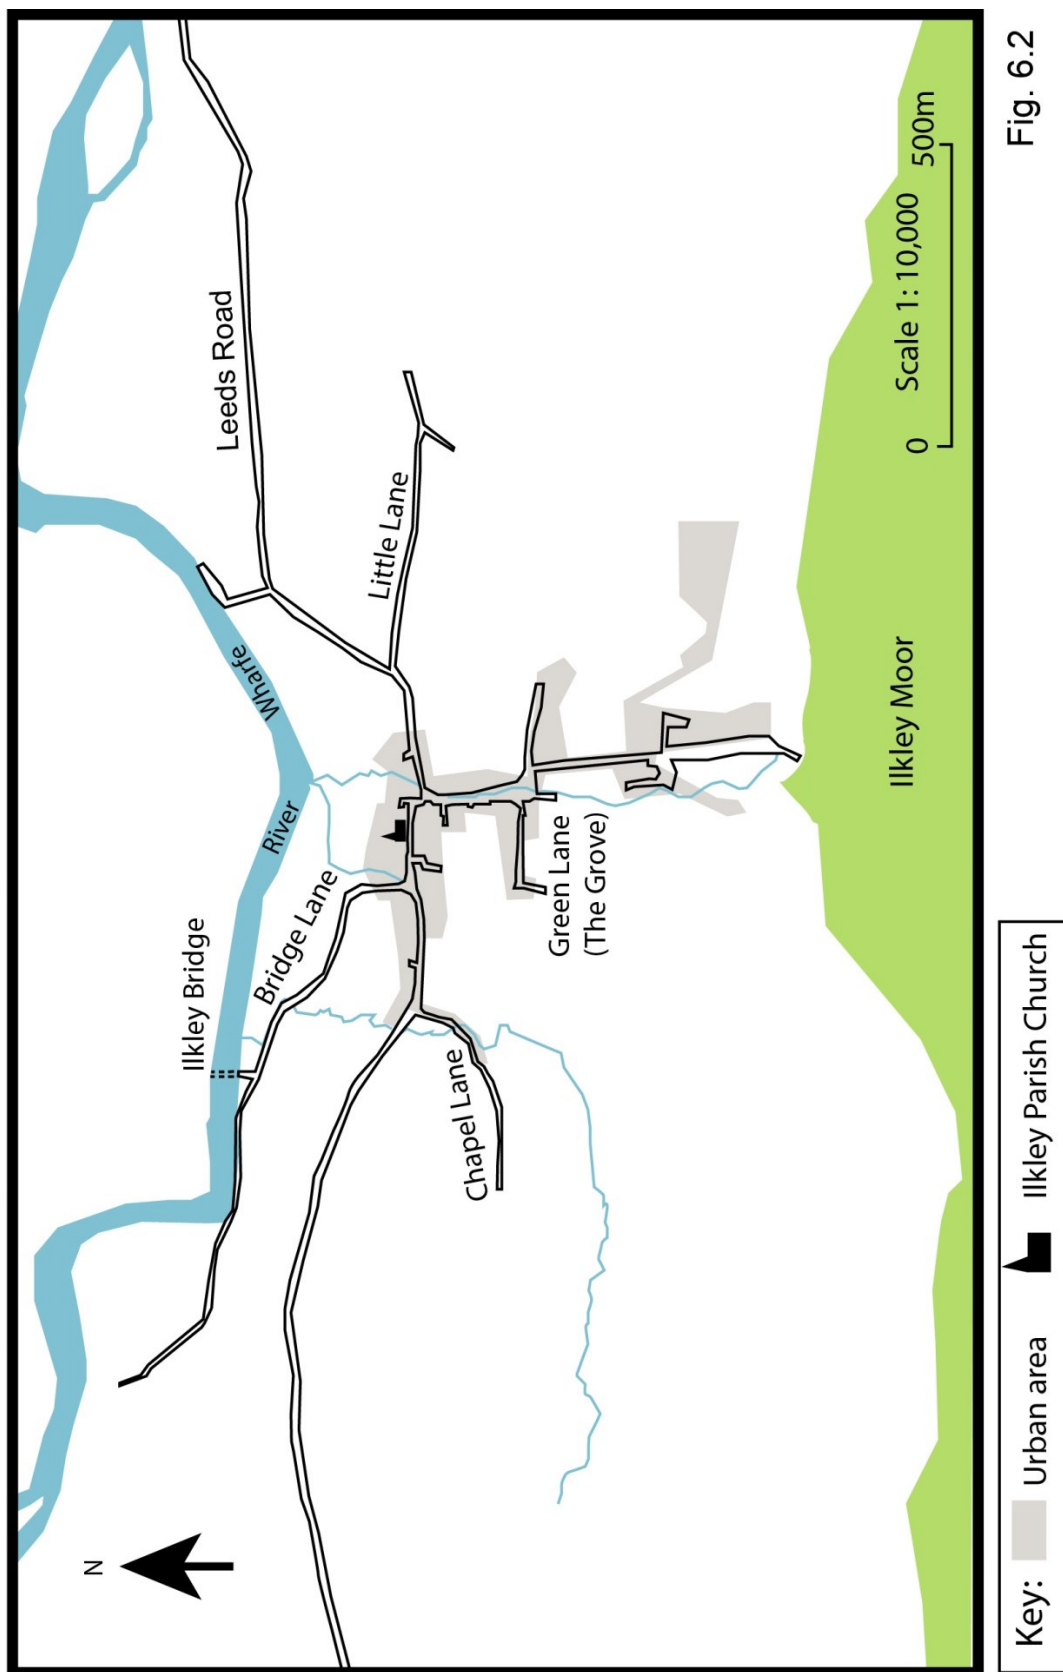 N
Ilkley Bridge
River
Wharfe
Bridge Lane
Leeds Road
Little Lane
Chapel Lane
Green Lane
(The Grove)
Ilkley Moor
Scale 1: 10,000
0
500m
Key:
Urban area
Ilkley Parish Church
Fig. 6.2